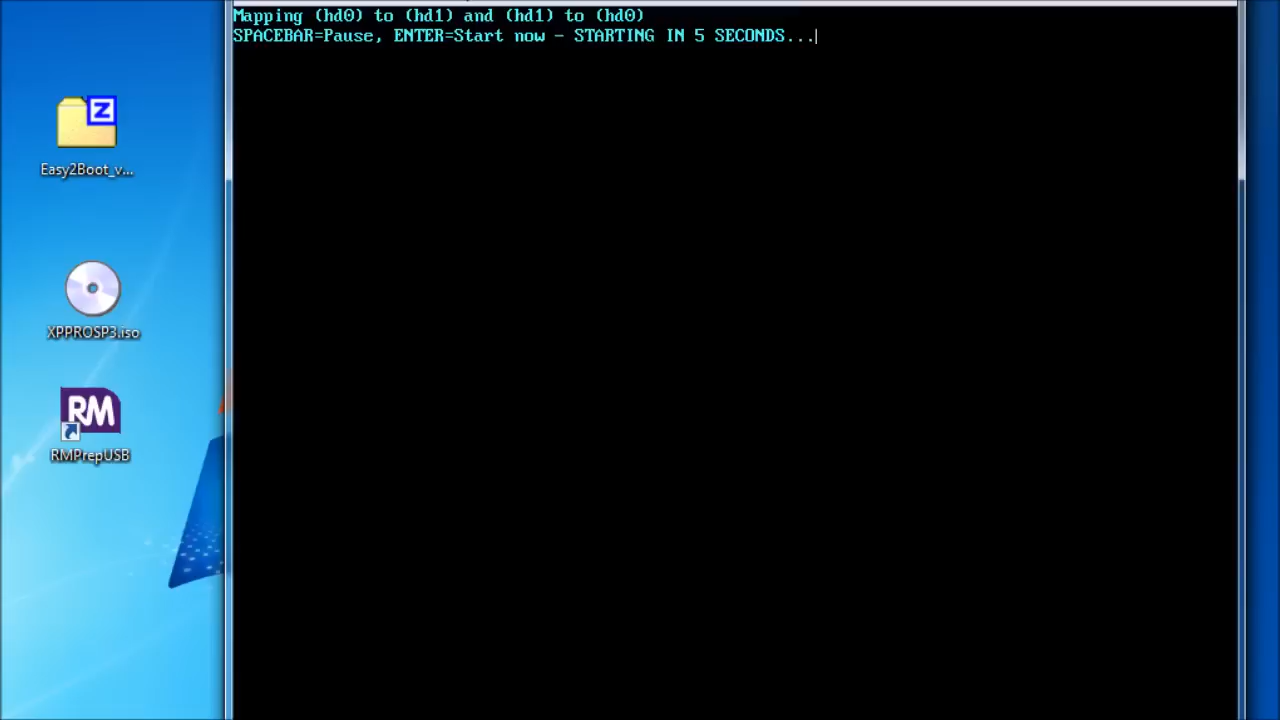 Mapping (hd0) to (hd1) and (hd1) to (hd0)
SPACEBAR=Pause, ENTER=Start now - STARTING IN 5 SECONDS...
Z
Easy2Boot_v...
XPPROSP3.iso
RM
RMPrepUSB